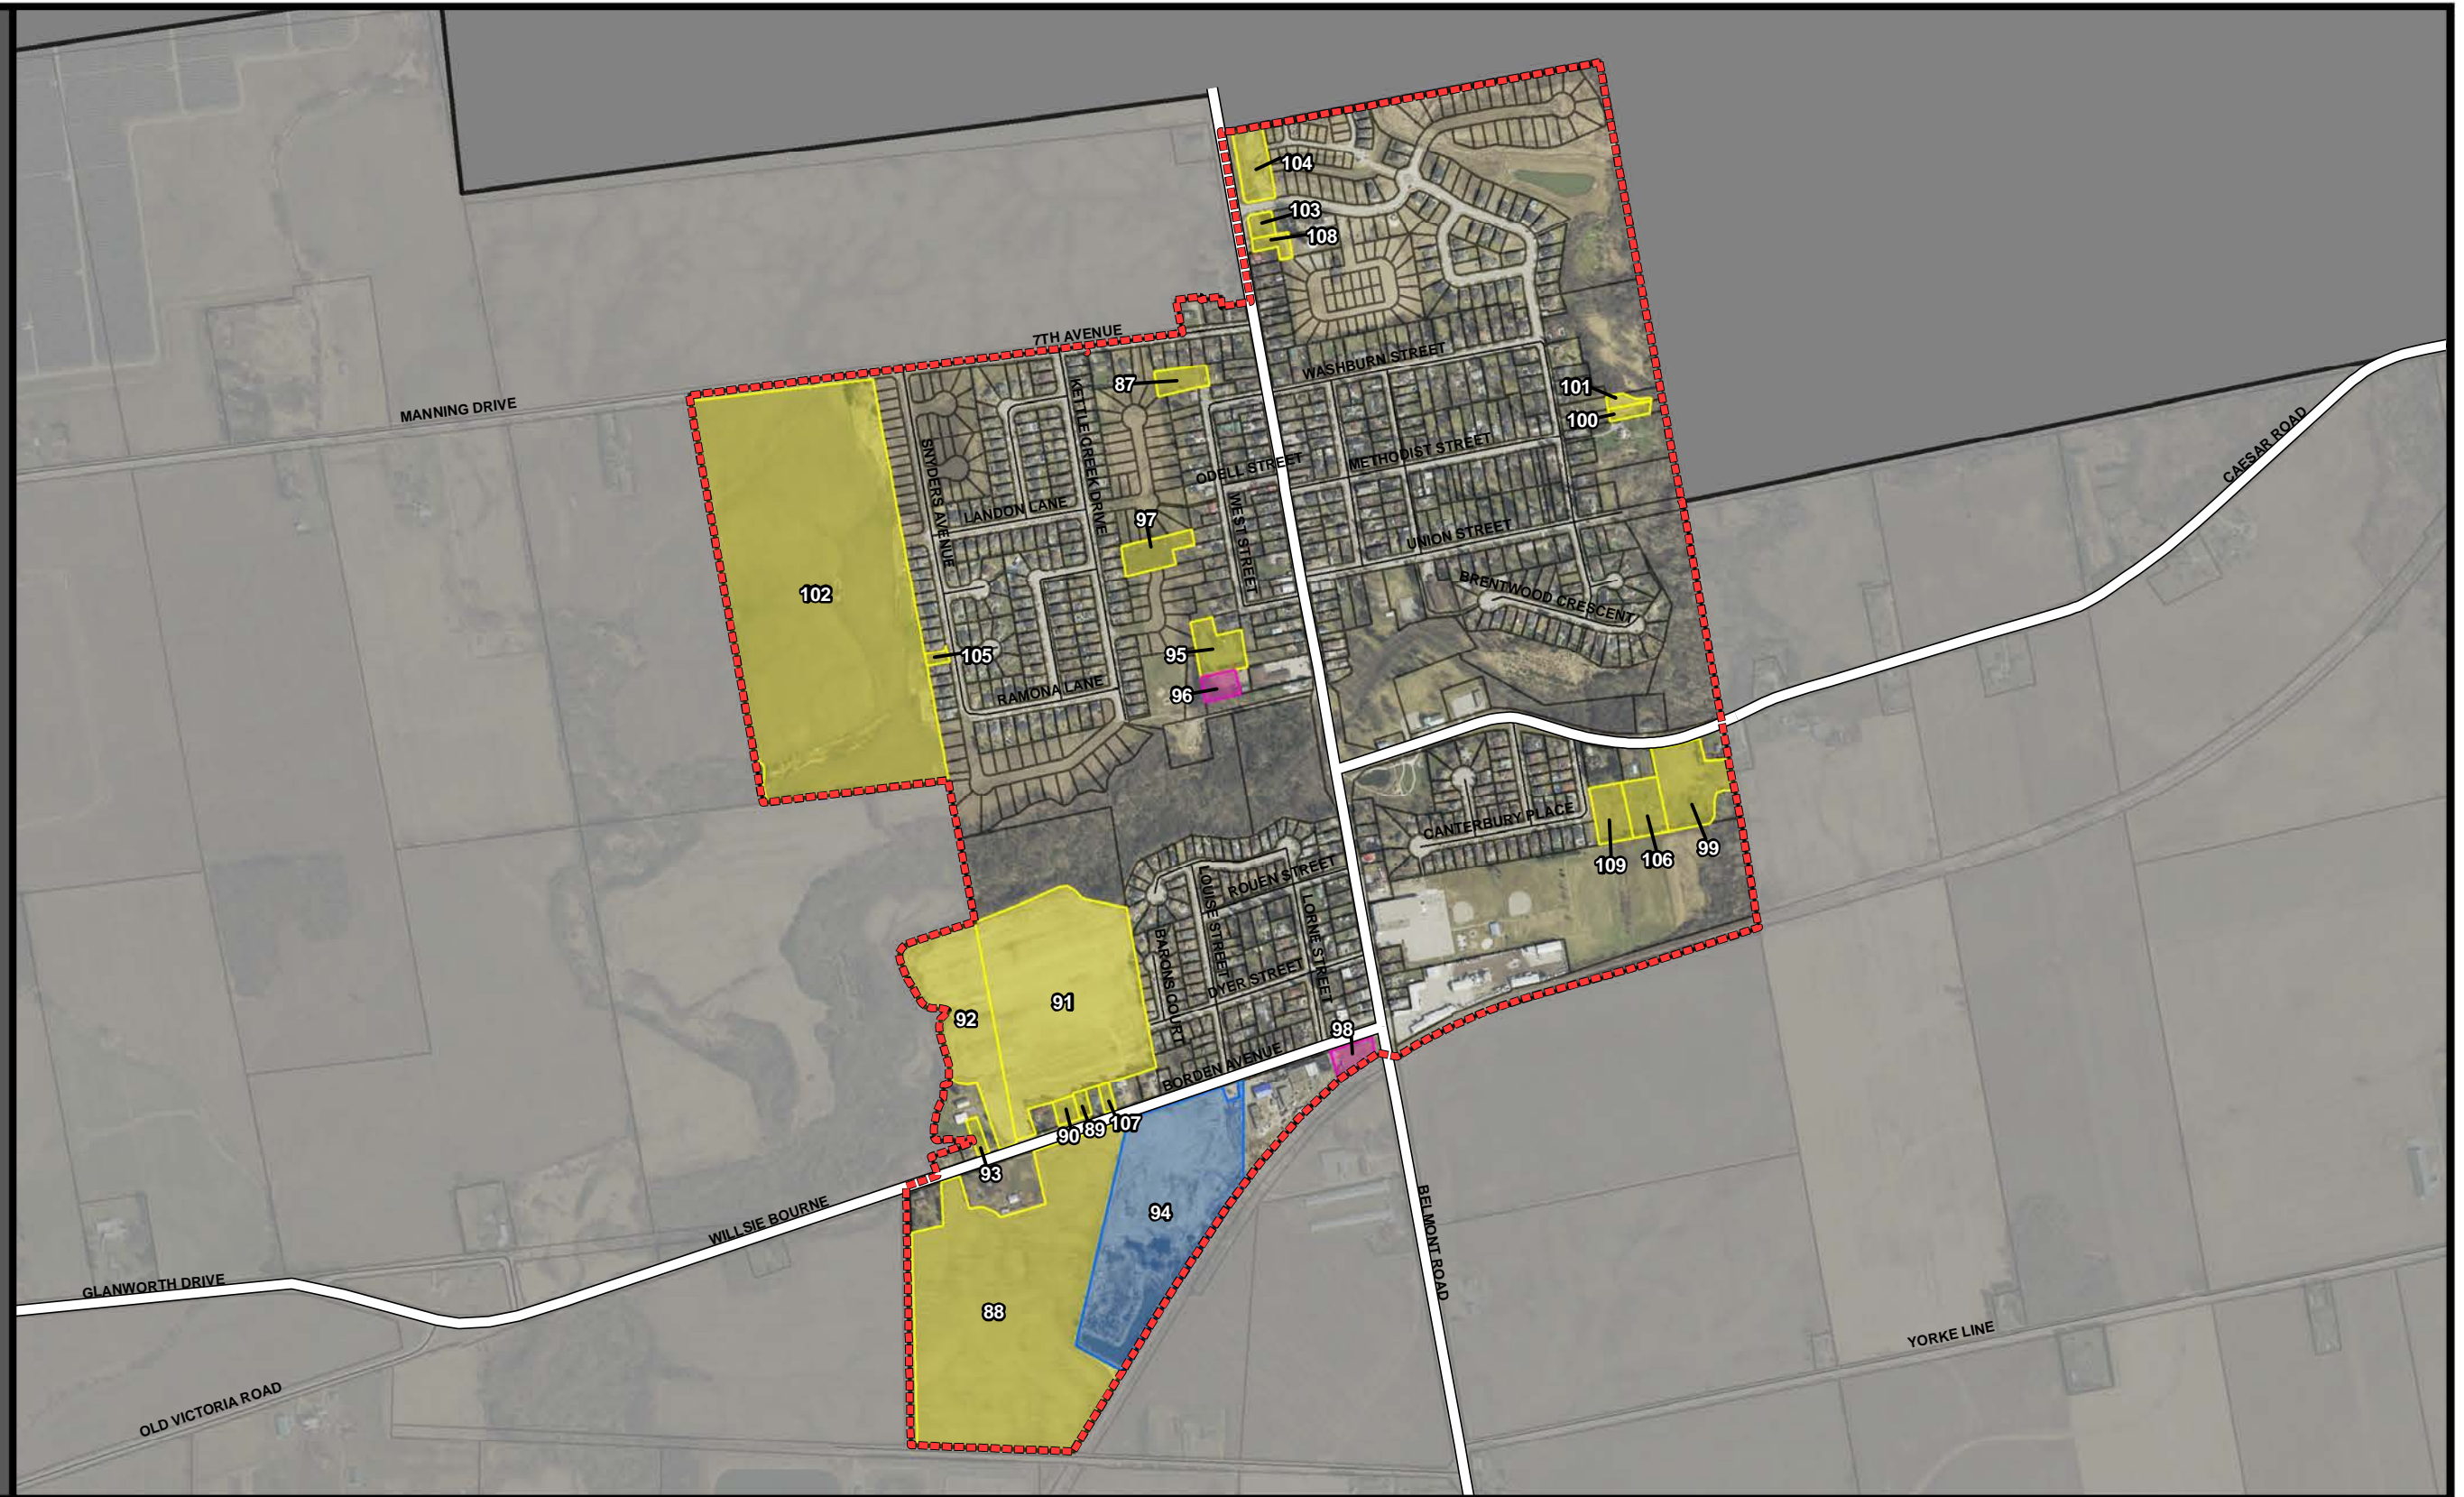 104
103
108
7TH AVENUE
WASHBURN STREET
87
101
100
MANNING DRIVE
CAESAR ROAD
KETTLE CREEK DRIVE
SNYDERS AVENUE
ODELL STREET
METHODIST STREET
LANDON LANE
WEST STREET
97
UNION STREET
BRENTWOOD CRESCENT
102
105
95
RAMONA LANE
96
CANTERBURY PLACE
109
106
99
ROUEN STREET
LOUISE STREET
LORNE STREET
BARONS COURT
DYER STREET
91
92
98
BORDEN AVENUE
90
89
107
93
94
WILLSIE BOURNE
BELMONT ROAD
GLANWORTH DRIVE
88
YORKE LINE
OLD VICTORIA ROAD